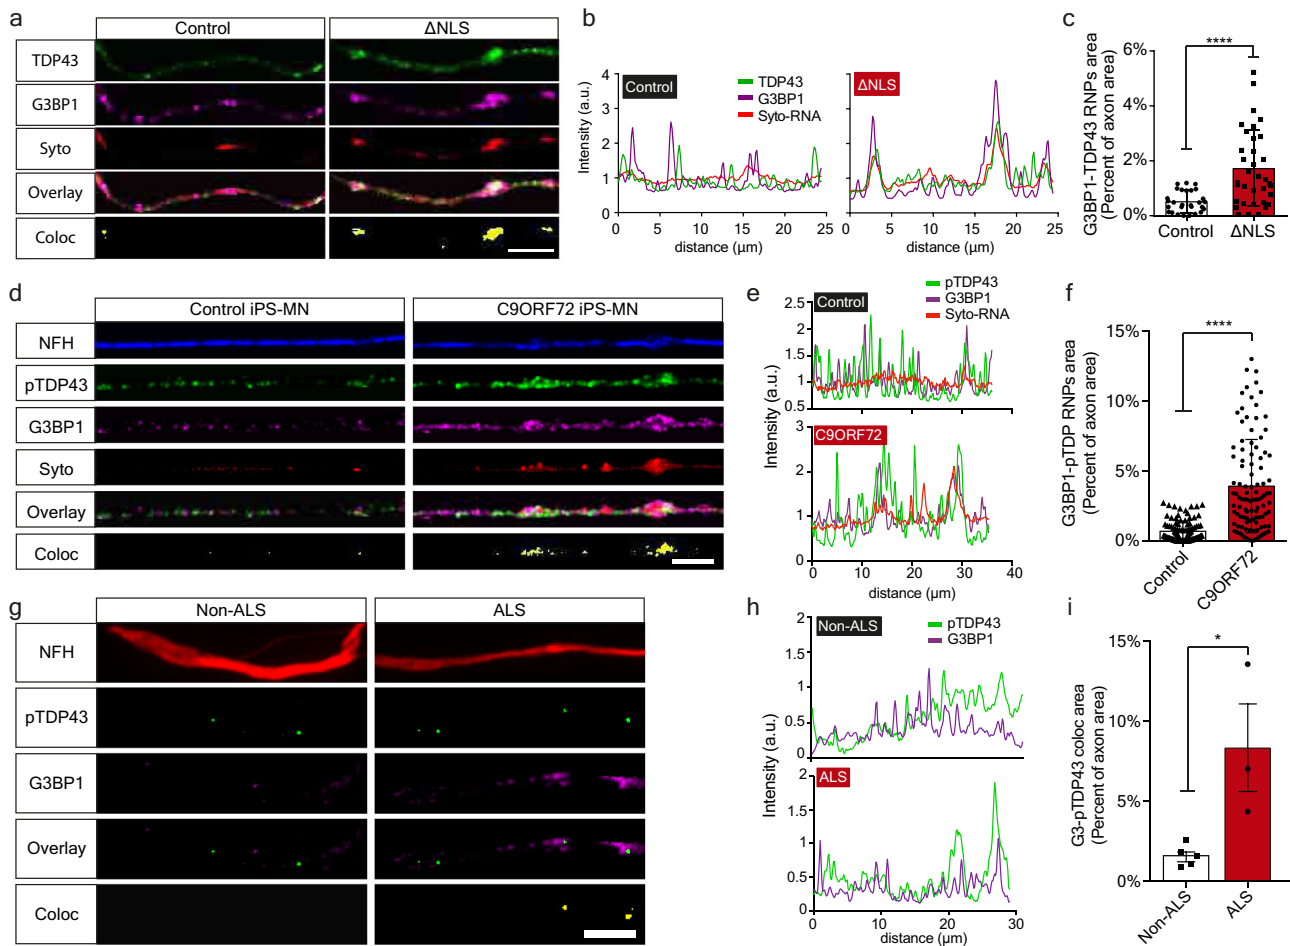 a
Control
ΔNLS
TDP43
G3BP1
Syto
Overlay
Coloc
b
Control
TDP43
G3BP1
Syto-RNA
ΔNLS
Intensity (a.u.)
4
3
2
1
0
0 5 10 15 20 25
0 5 10 15 20 25
distance (μm)
distance (μm)
c
G3BP1-TDP43 RNPs area
(Percent of axon area)
6%
4%
2%
0%
****
Control
ΔNLS
d
Control iPS-MN
C9ORF72 iPS-MN
NFH
pTDP43
G3BP1
Syto
Overlay
Coloc
e
pTDP43
G3BP1
Syto-RNA
Control
2.5
2.0
1.5
1
0.5
0 10 20 30 40
C9ORF72
Intensity (a.u.)
3
2
1
0
0 10 20 30 40
distance (μm)
f
G3BP1-pTDP RNPs area
(Percent of axon area)
15%
10%
5%
0%
****
Control
C9ORF72
g
Non-ALS
ALS
NFH
pTDP43
G3BP1
Overlay
Coloc
h
Non-ALS
pTDP43
G3BP1
2
1.5
1
0.5
0
ALS
Intensity (a.u.)
2
1.5
1
0.5
0
0 10 20 30
distance (μm)
i
G3-pTDP43 coloc area
(Percent of axon area)
15%
10%
5%
0%
*
Non-ALS
ALS